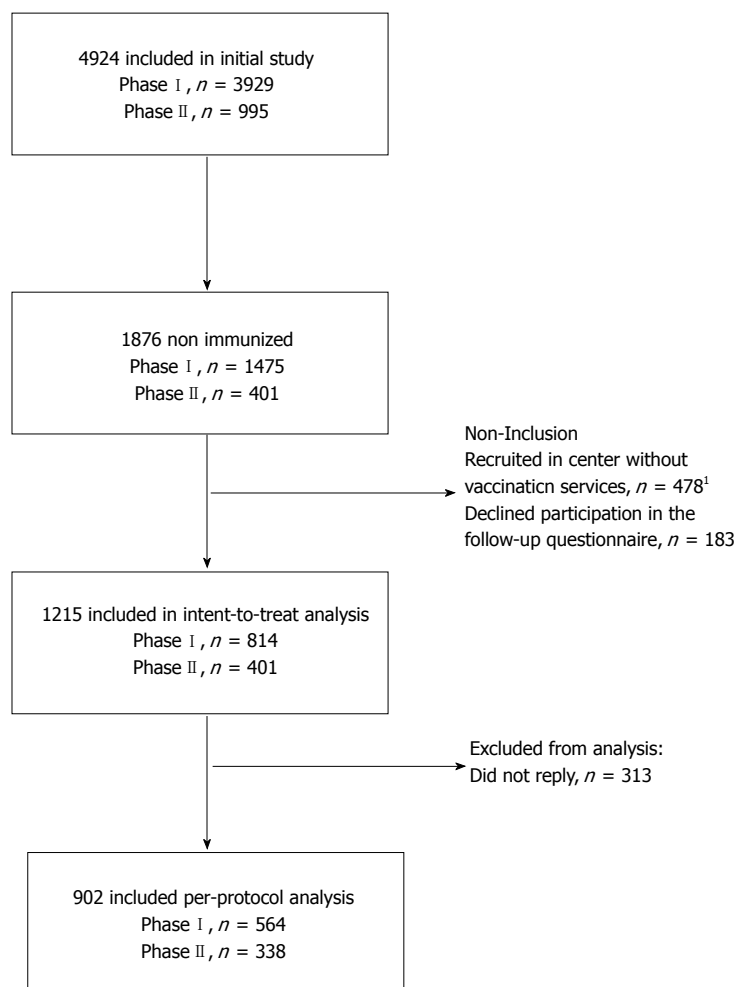 4924 included in initial study
Phase Ⅰ, n = 3929
Phase Ⅱ, n = 995
1876 non immunized
Phase Ⅰ, n = 1475
Phase Ⅱ, n = 401
Non-Inclusion
Recruited in center without
vaccinaticn services, n = 478¹
Declined participation in the
follow-up questionnaire, n = 183
1215 included in intent-to-treat analysis
Phase Ⅰ, n = 814
Phase Ⅱ, n = 401
Excluded from analysis:
Did not reply, n = 313
902 included per-protocol analysis
Phase Ⅰ, n = 564
Phase Ⅱ, n = 338